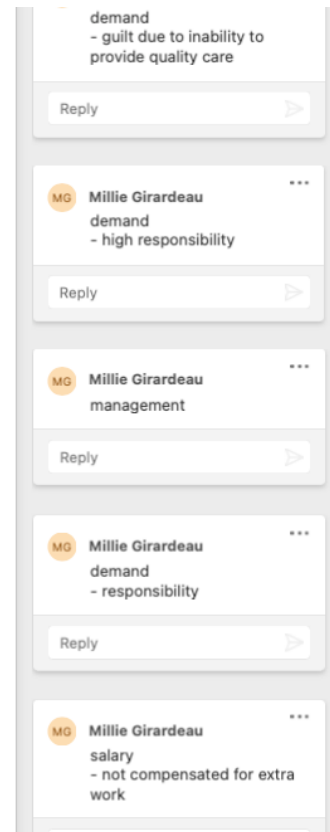 demand
- guilt due to inability to
provide quality care
Reply
MG Millie Girardeau
demand
- high responsibility
Reply
MG Millie Girardeau
management
Reply
MG Millie Girardeau
demand
- responsibility
Reply
MG Millie Girardeau
salary
- not compensated for extra
work